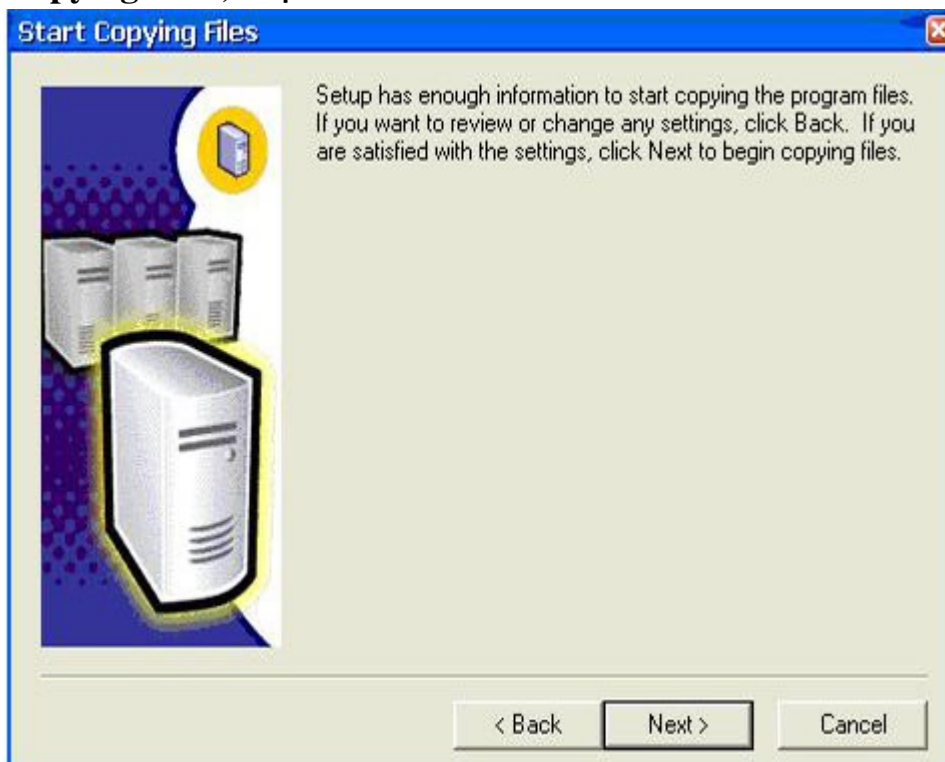 Start Copying Files
Setup has enough information to start copying the program files.
If you want to review or change any settings, click Back. If you
are satisfied with the settings, click Next to begin copying files.
< Back
Next >
Cancel